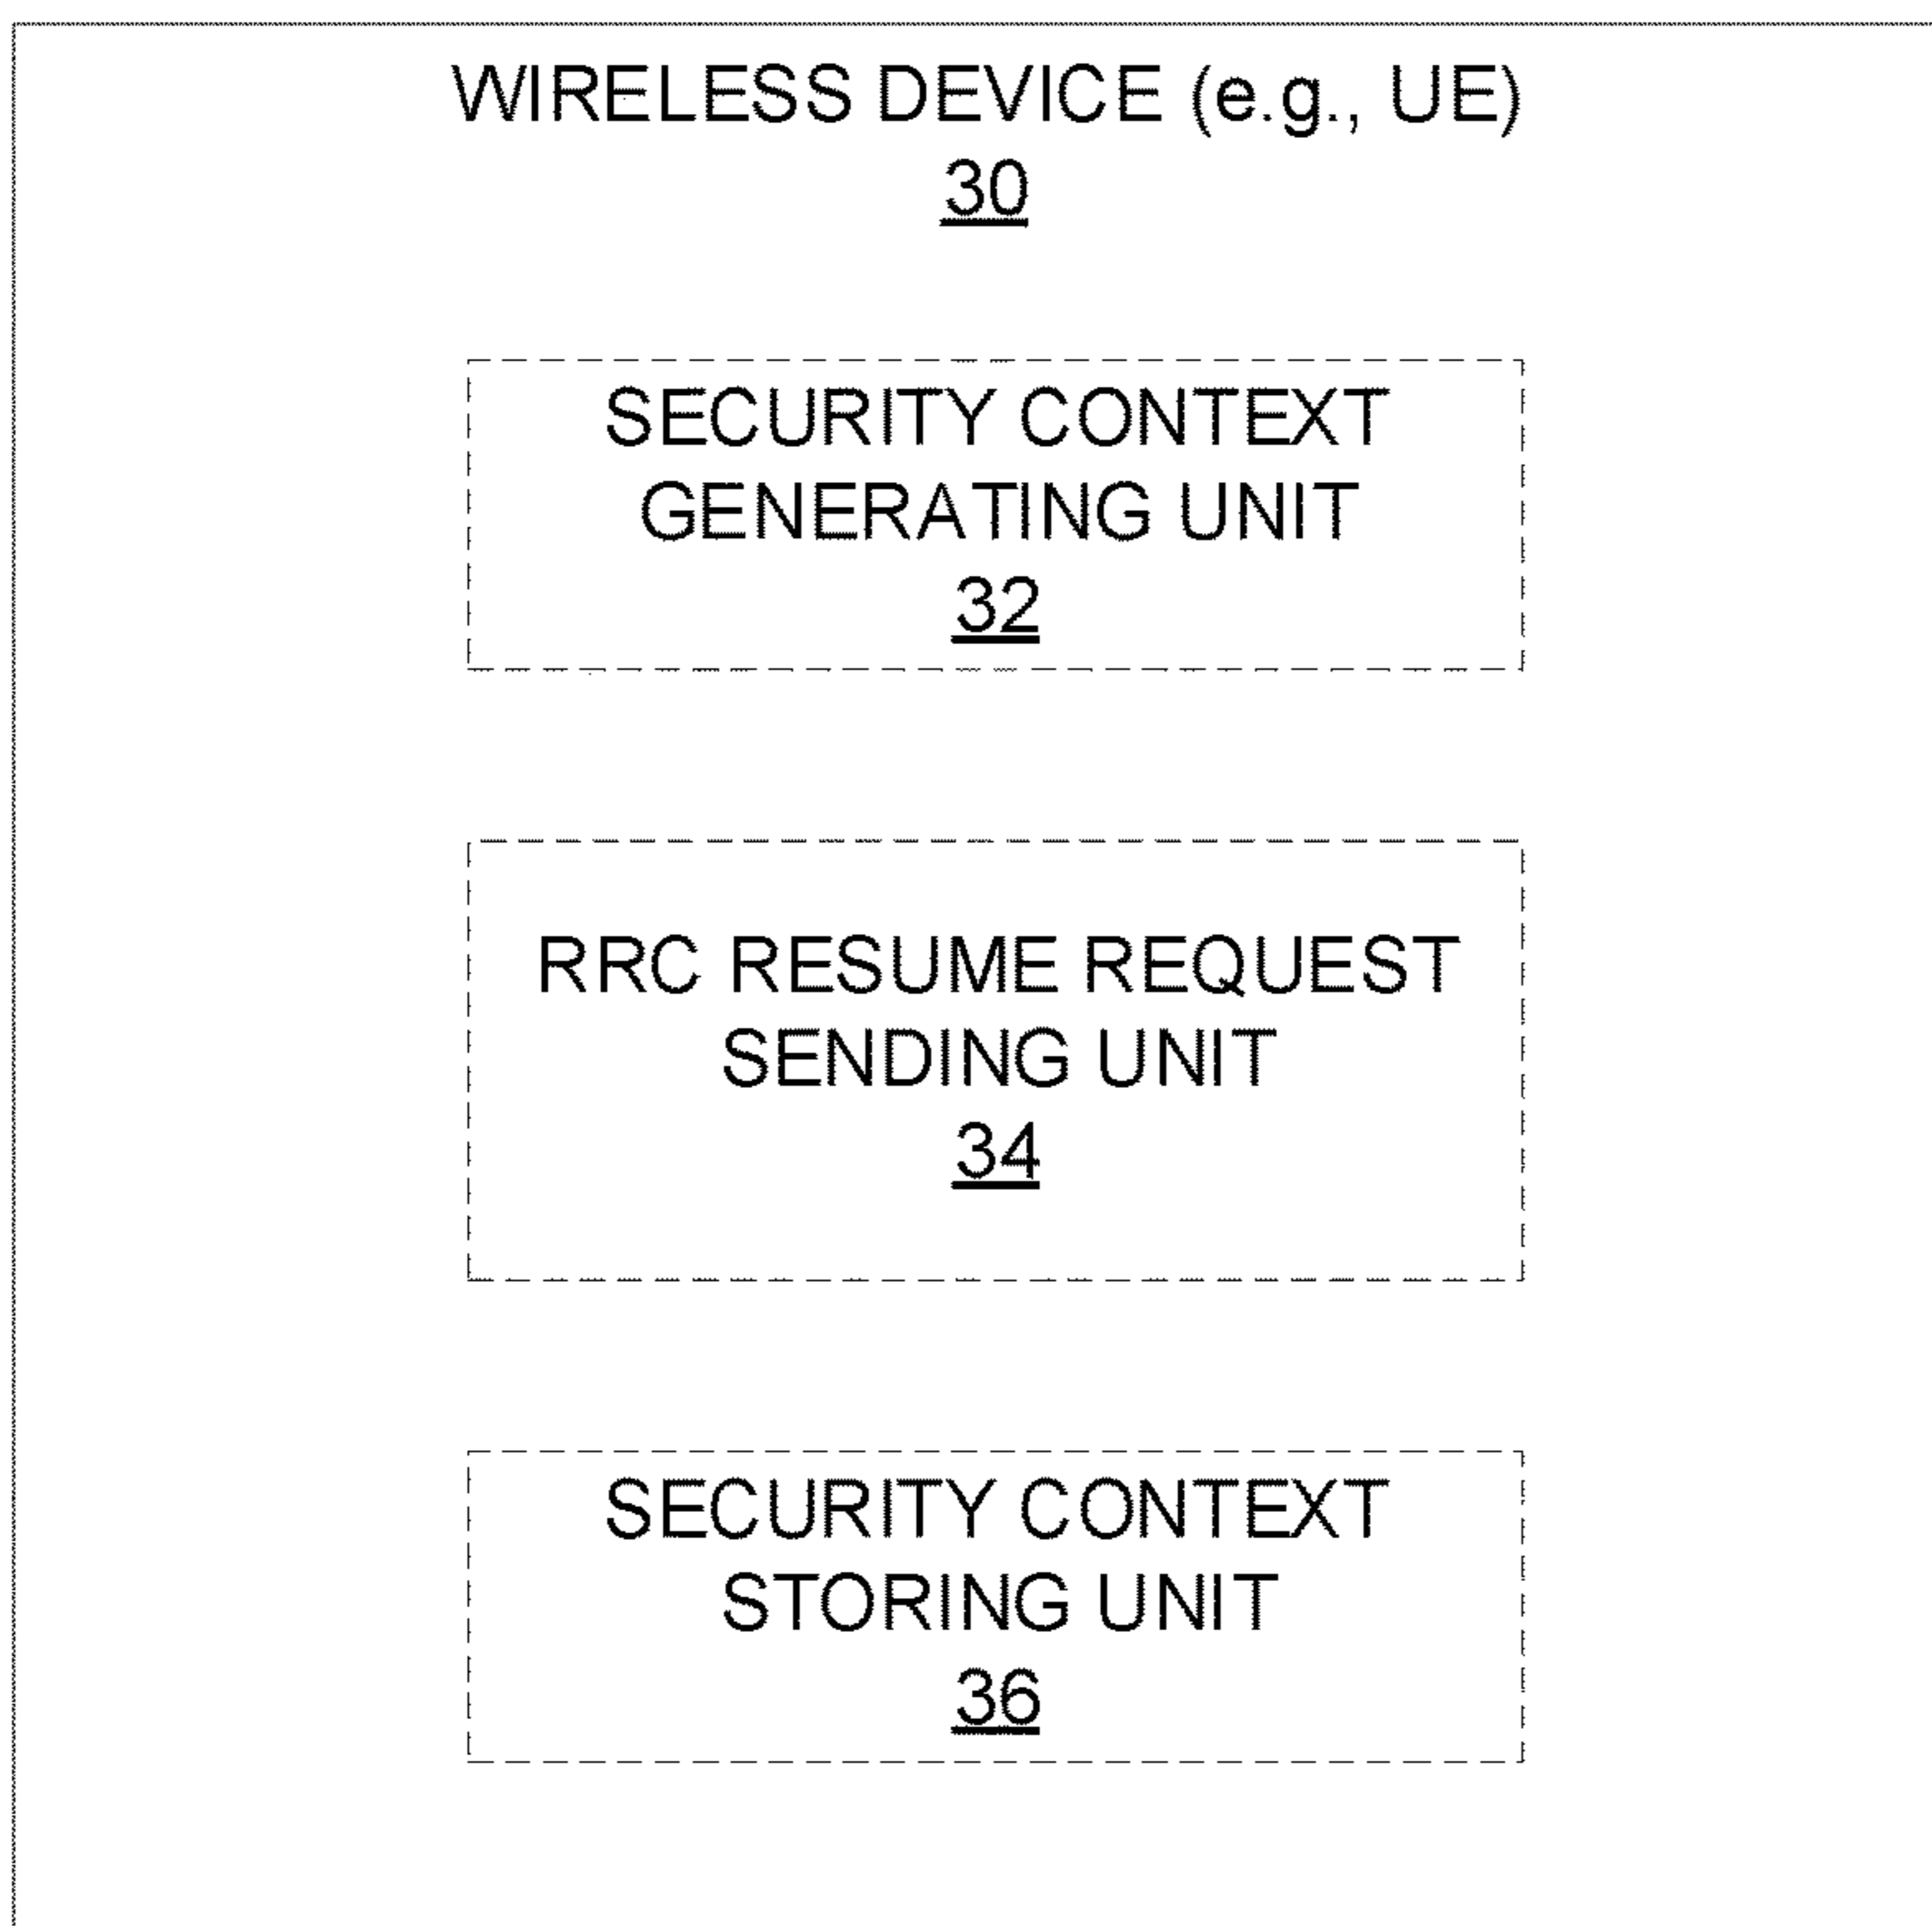 WIRELESS DEVICE (e.g., UE)
30
SECURITY CONTEXT
GENERATING UNIT
32
RRC RESUME REQUEST
SENDING UNIT
34
SECURITY CONTEXT
STORING UNIT
36